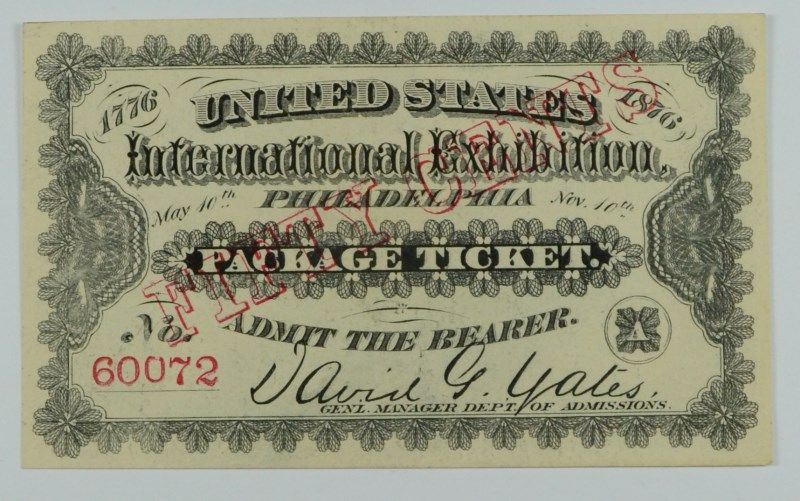 1776
UNITED STATES
1876
International Exhibition,
May 10th
PHILADELPHIA
Nov. 10th
PACKAGE TICKET.
FIFTY CENTS
ADMIT THE BEARER.
No.
60072
A
David G. Yates,
GENL. MANAGER DEPT. OF ADMISSIONS.